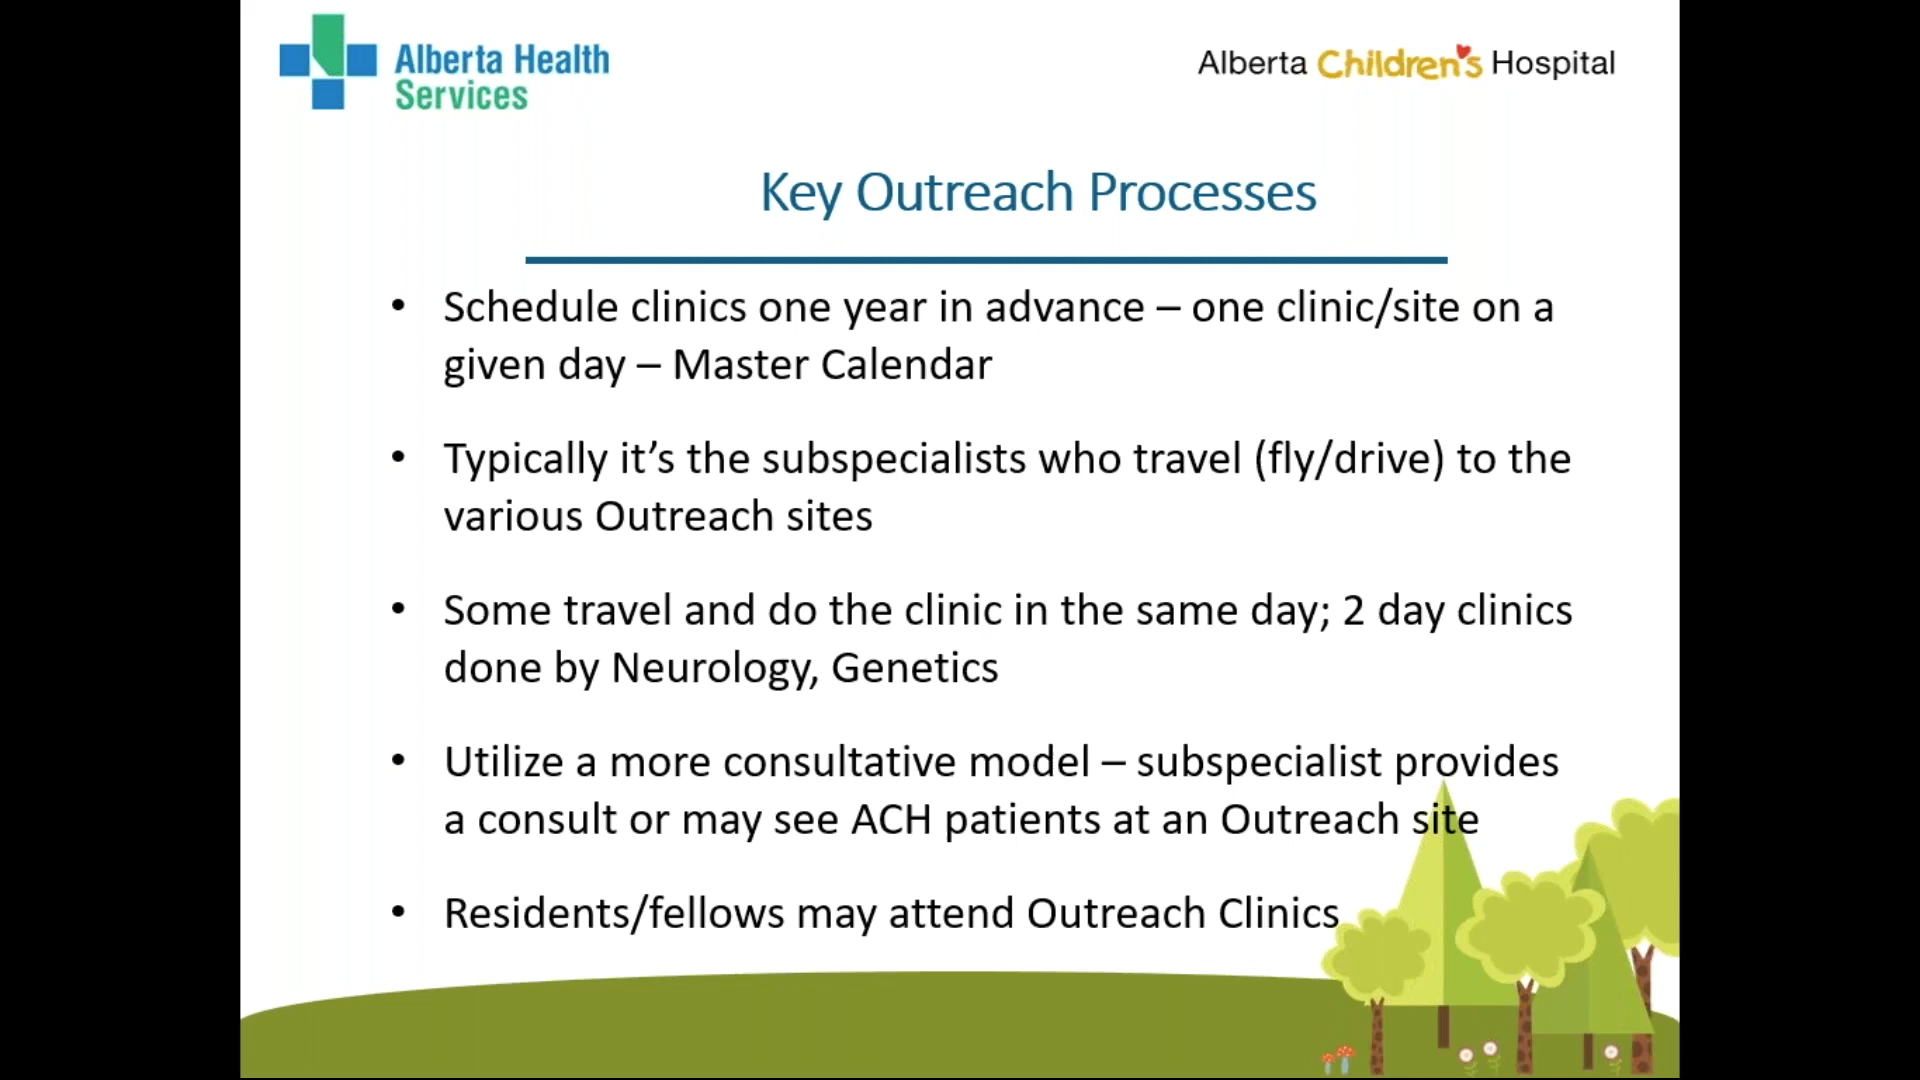 Alberta Health
Services
Alberta Children's Hospital
Key Outreach Processes
• Schedule clinics one year in advance – one clinic/site on a
given day – Master Calendar
• Typically it’s the subspecialists who travel (fly/drive) to the
various Outreach sites
• Some travel and do the clinic in the same day; 2 day clinics
done by Neurology, Genetics
• Utilize a more consultative model – subspecialist provides
a consult or may see ACH patients at an Outreach site
• Residents/fellows may attend Outreach Clinics